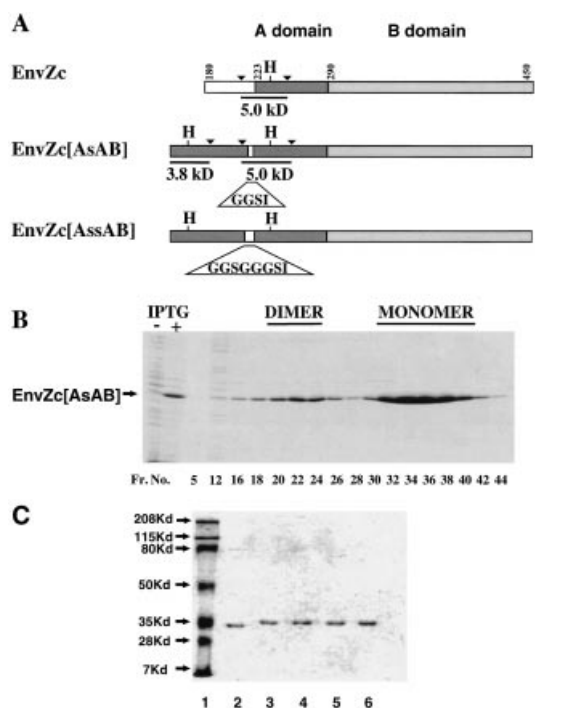 A
A domain B domain
EnvZc 180 223 H 290 450
5.0 kD
EnvZc[AsAB] H H
3.8 kD 5.0 kD
GGSI
EnvZc[AssAB] H H
GGSGGGSI
B
IPTG DIMER MONOMER
- +
EnvZc[AsAB]
Fr. No. 5 12 16 18 20 22 24 26 28 30 32 34 36 38 40 42 44
C
208Kd
115Kd
80Kd
50Kd
35Kd
28Kd
7Kd
1 2 3 4 5 6